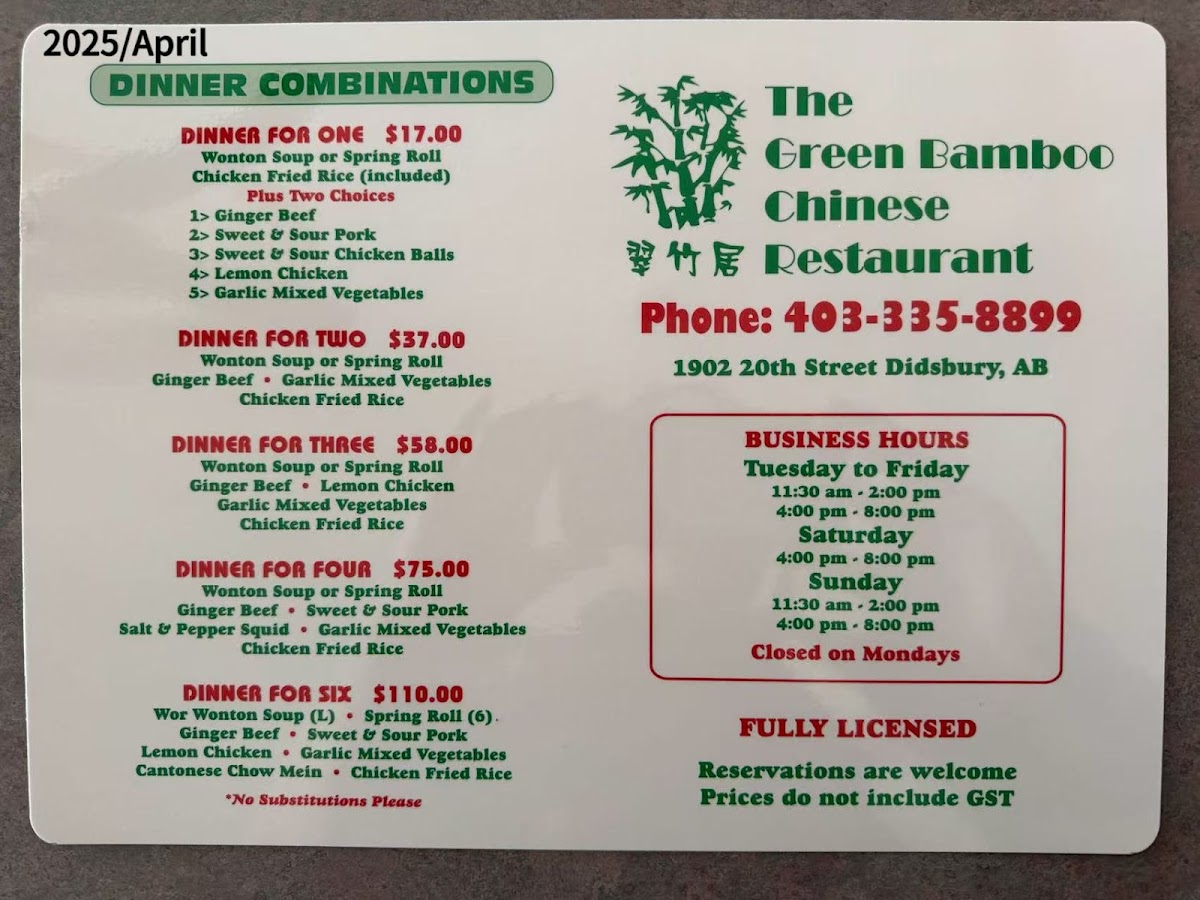 2025/April
DINNER COMBINATIONS
DINNER FOR ONE $17.00
Wonton Soup or Spring Roll
Chicken Fried Rice (included)
Plus Two Choices
1> Ginger Beef
2> Sweet & Sour Pork
3> Sweet & Sour Chicken Balls
4> Lemon Chicken
5> Garlic Mixed Vegetables
DINNER FOR TWO $37.00
Wonton Soup or Spring Roll
Ginger Beef • Garlic Mixed Vegetables
Chicken Fried Rice
DINNER FOR THREE $58.00
Wonton Soup or Spring Roll
Ginger Beef • Lemon Chicken
Garlic Mixed Vegetables
Chicken Fried Rice
DINNER FOR FOUR $75.00
Wonton Soup or Spring Roll
Ginger Beef • Sweet & Sour Pork
Salt & Pepper Squid • Garlic Mixed Vegetables
Chicken Fried Rice
DINNER FOR SIX $110.00
Wor Wonton Soup (L) • Spring Roll (6)
Ginger Beef • Sweet & Sour Pork
Lemon Chicken • Garlic Mixed Vegetables
Cantonese Chow Mein • Chicken Fried Rice
*No Substitutions Please
The
Green Bamboo
Chinese
翠竹居 Restaurant
Phone: 403-335-8899
1902 20th Street Didsbury, AB
BUSINESS HOURS
Tuesday to Friday
11:30 am - 2:00 pm
4:00 pm - 8:00 pm
Saturday
4:00 pm - 8:00 pm
Sunday
11:30 am - 2:00 pm
4:00 pm - 8:00 pm
Closed on Mondays
FULLY LICENSED
Reservations are welcome
Prices do not include GST